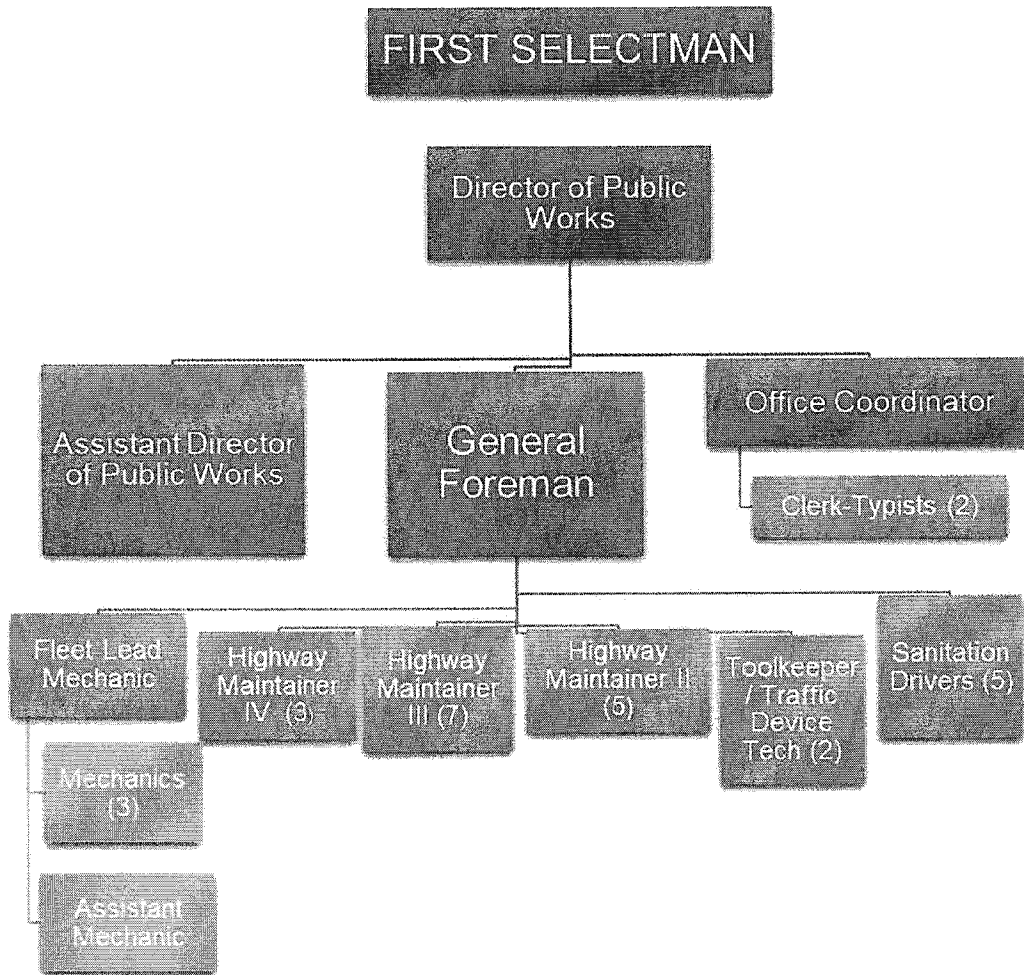 FIRST SELECTMAN
Director of Public
Works
Assistant Director
of Public Works
General
Foreman
Office Coordinator
Clerk-Typists (2)
Fleet Lead
Mechanic
Highway
Maintainer
IV (3)
Highway
Maintainer
III (7)
Highway
Maintainer II
(5)
Toolkeeper
/ Traffic
Device
Tech (2)
Sanitation
Drivers (5)
Mechanics
(3)
Assistant
Mechanic